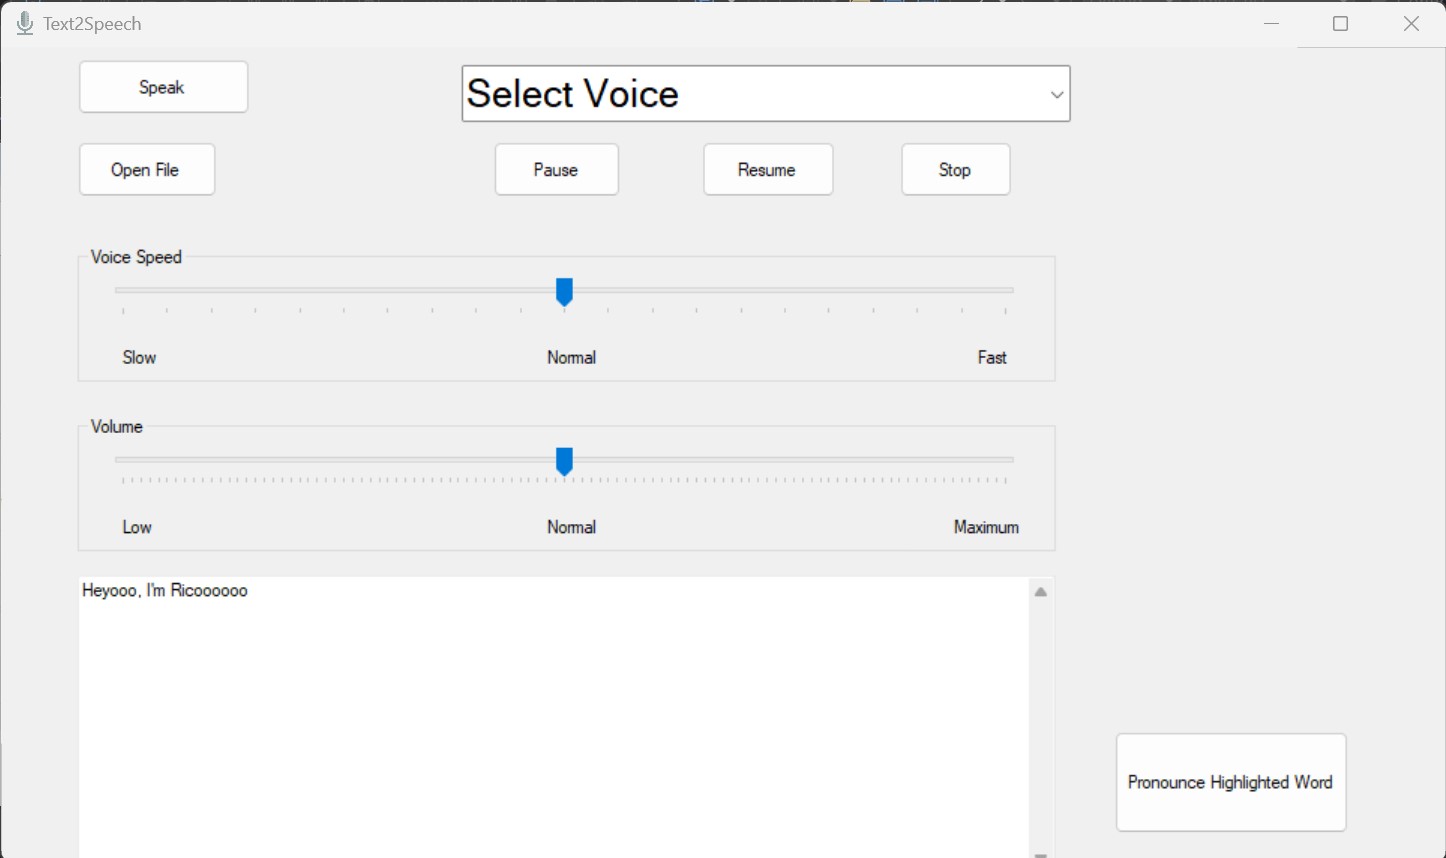 Text2Speech
Speak
Select Voice
Open File
Pause
Resume
Stop
Voice Speed
Slow
Normal
Fast
Volume
Low
Normal
Maximum
Heyooo, I'm Ricoooooo
Pronounce Highlighted Word